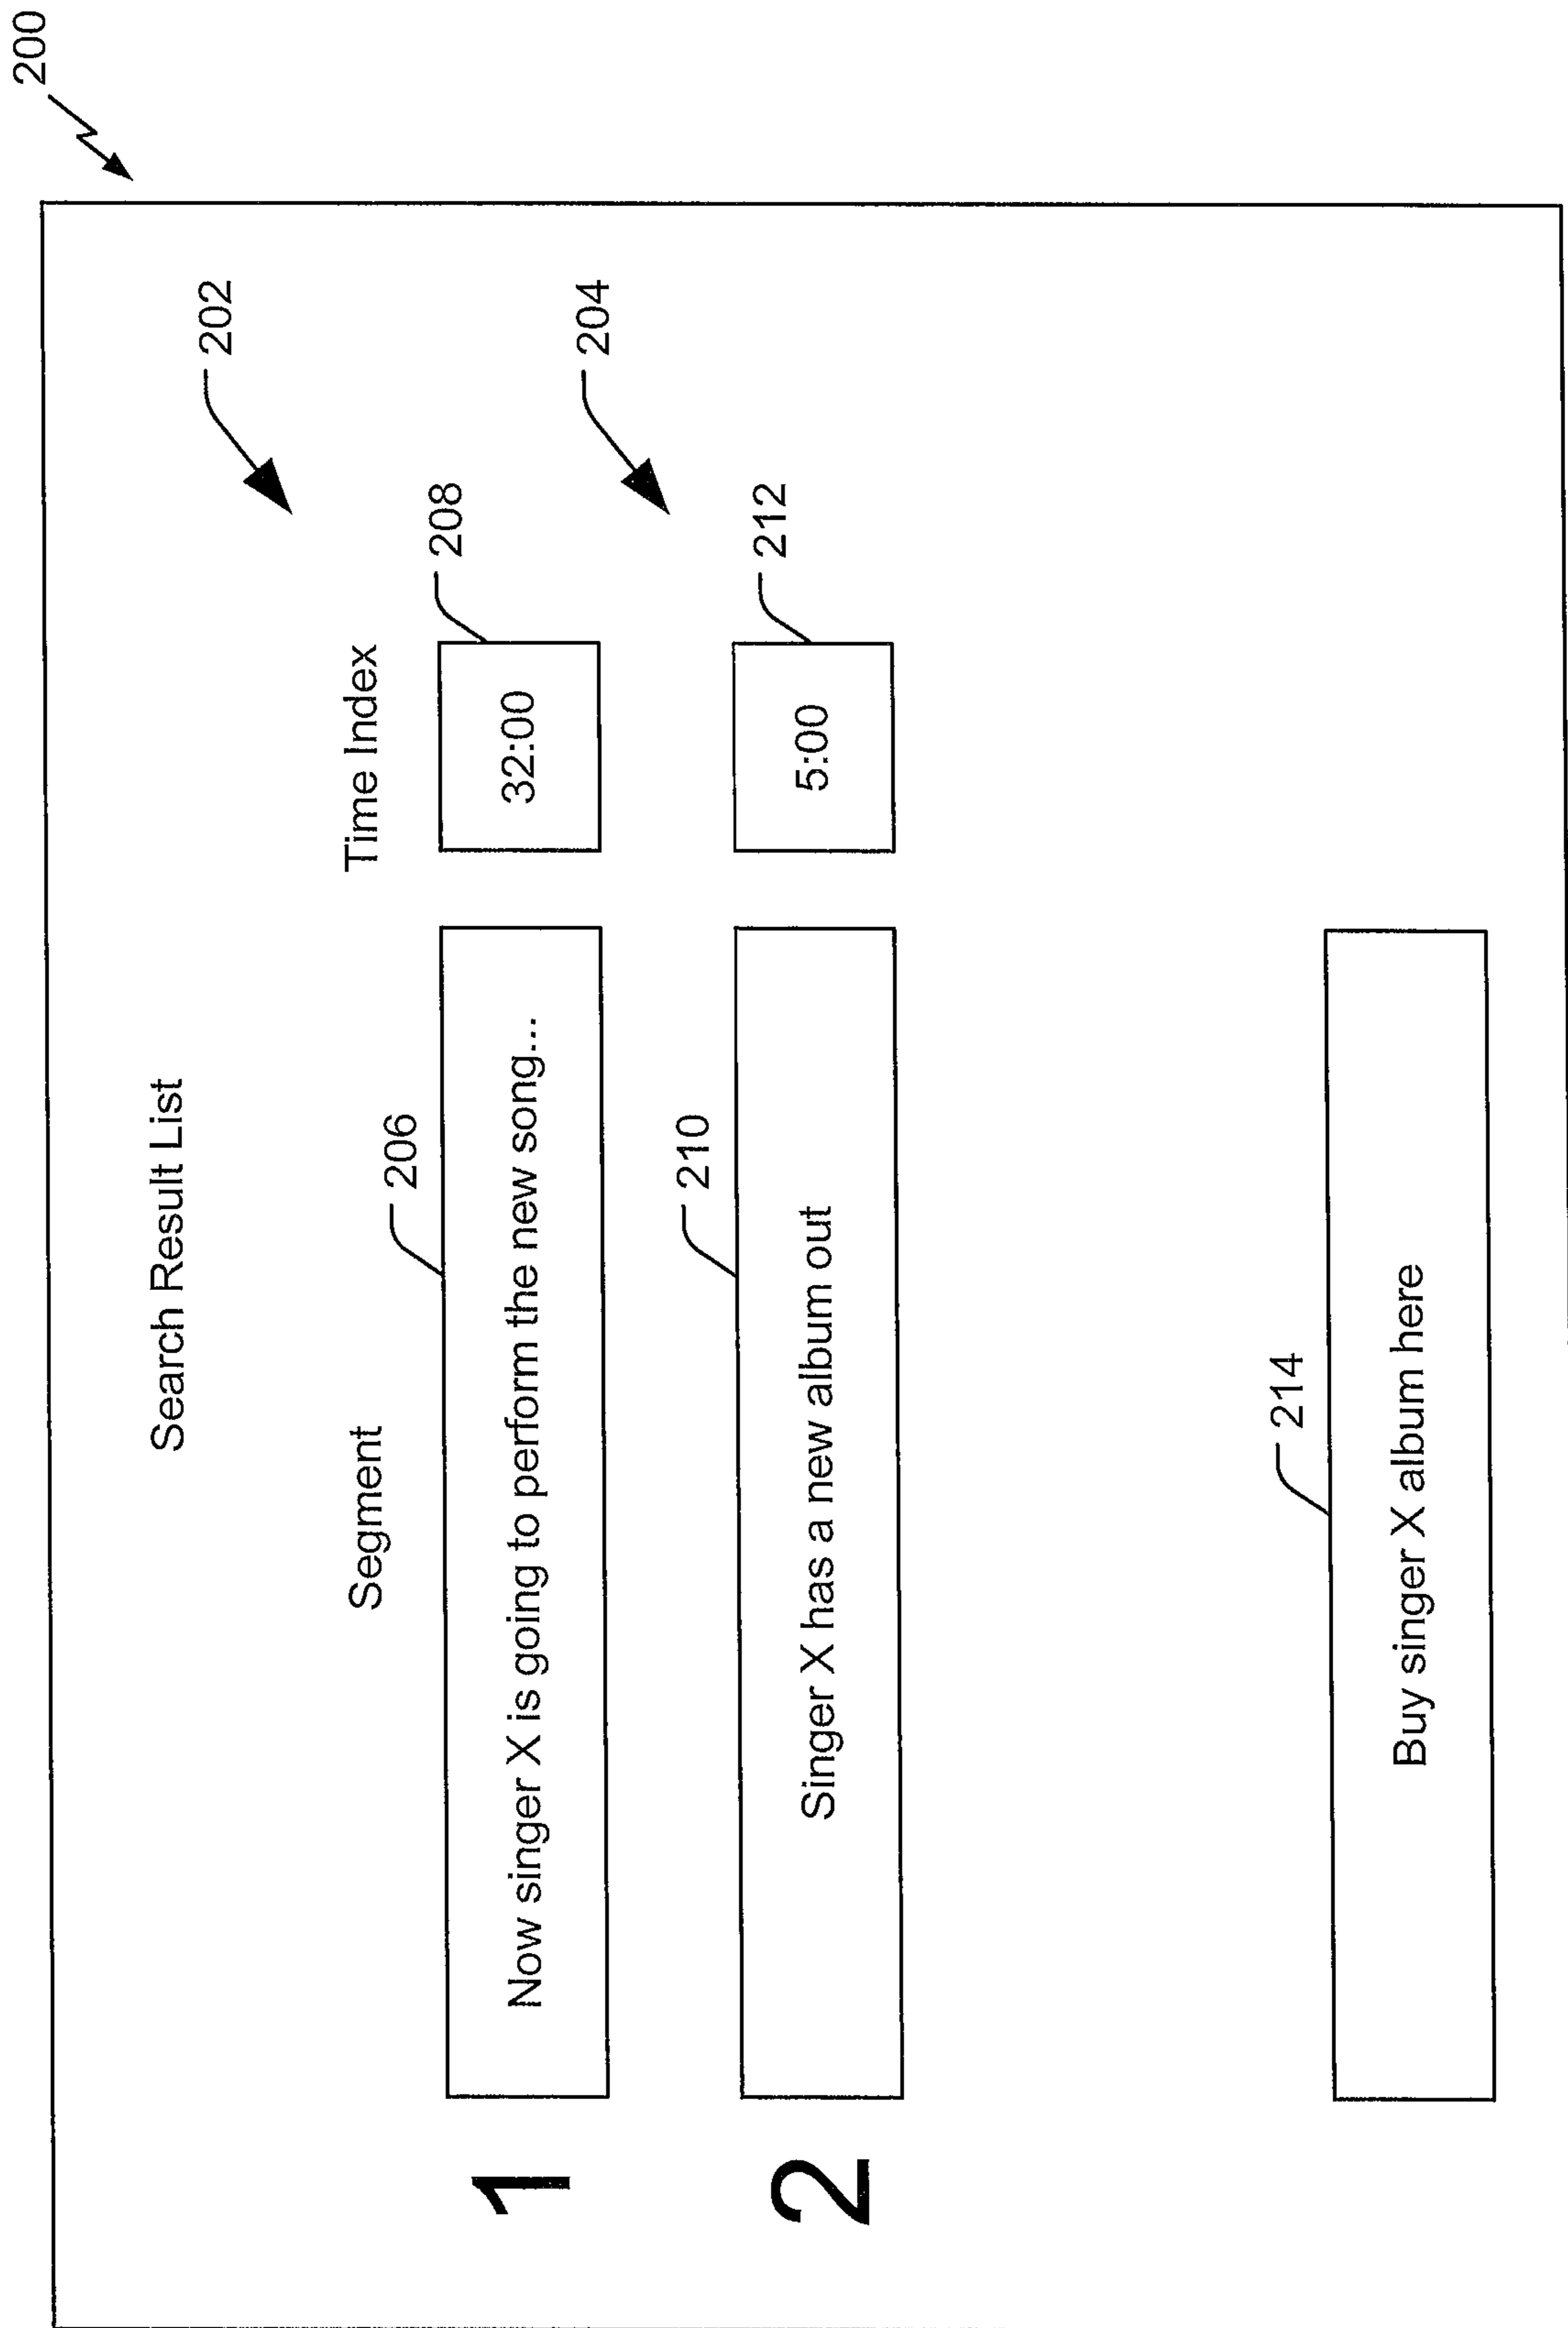 200
Search Result List
202
Segment
Time Index
206
208
1
Now singer X is going to perform the new song...
32:00
204
210
212
2
Singer X has a new album out
5:00
214
Buy singer X album here